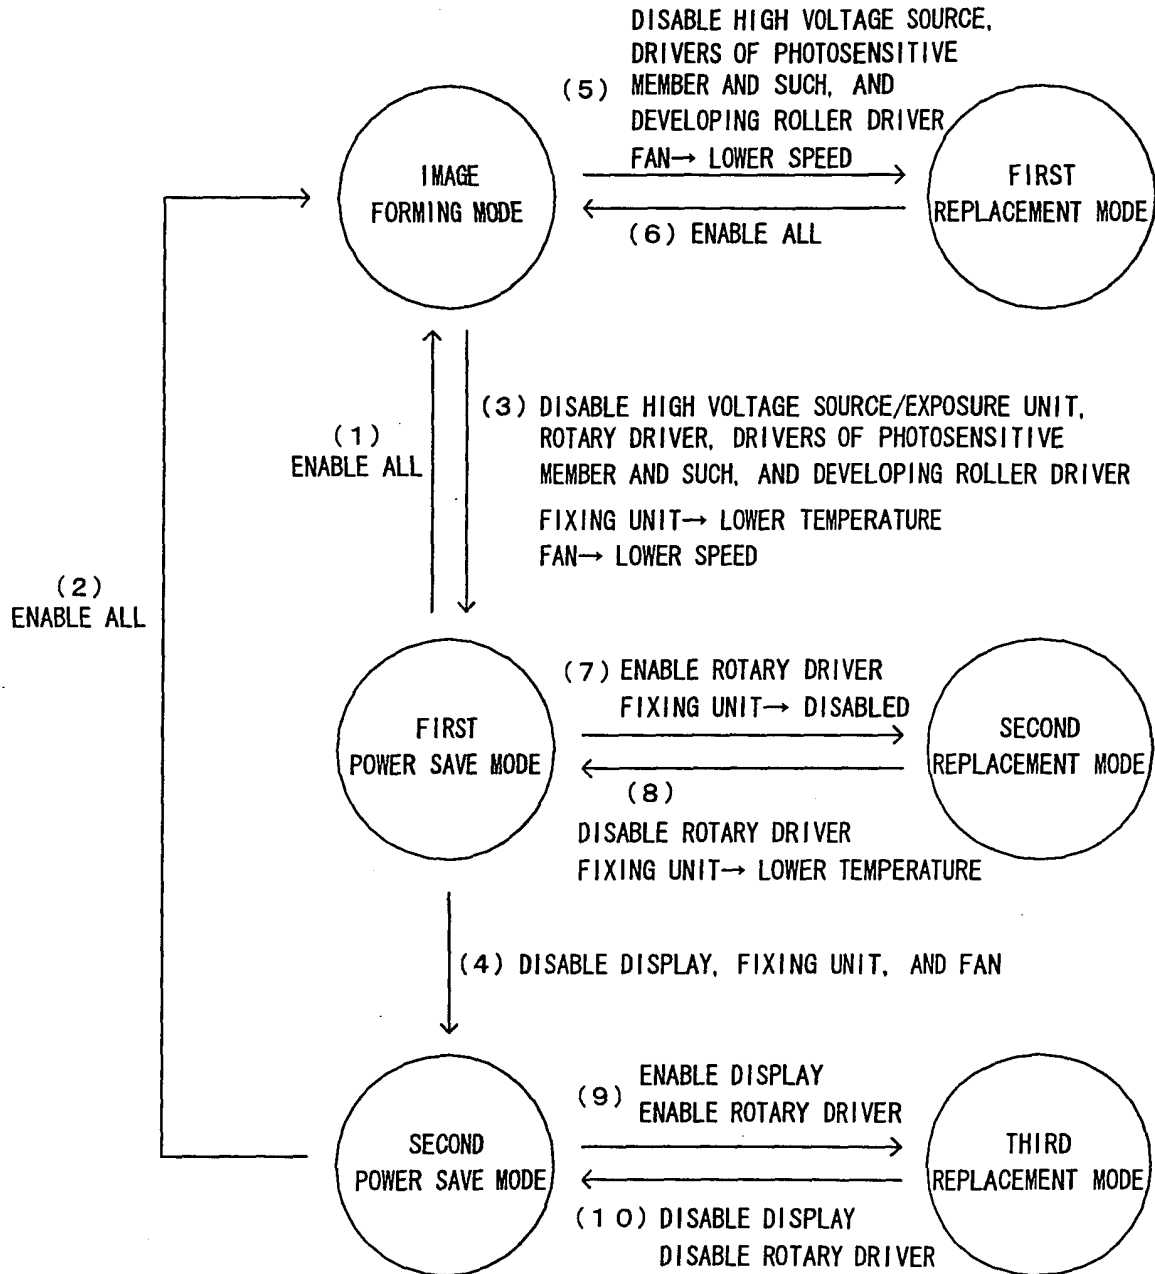 DISABLE HIGH VOLTAGE SOURCE,
DRIVERS OF PHOTOSENSITIVE
(5) MEMBER AND SUCH, AND
DEVELOPING ROLLER DRIVER
FAN→ LOWER SPEED
IMAGE
FORMING MODE
FIRST
REPLACEMENT MODE
(6) ENABLE ALL
(1)
ENABLE ALL
(3) DISABLE HIGH VOLTAGE SOURCE/EXPOSURE UNIT,
ROTARY DRIVER, DRIVERS OF PHOTOSENSITIVE
MEMBER AND SUCH, AND DEVELOPING ROLLER DRIVER
FIXING UNIT→ LOWER TEMPERATURE
FAN→ LOWER SPEED
(2)
ENABLE ALL
FIRST
POWER SAVE MODE
(7) ENABLE ROTARY DRIVER
FIXING UNIT→ DISABLED
SECOND
REPLACEMENT MODE
(8)
DISABLE ROTARY DRIVER
FIXING UNIT→ LOWER TEMPERATURE
(4) DISABLE DISPLAY, FIXING UNIT, AND FAN
SECOND
POWER SAVE MODE
(9) ENABLE DISPLAY
ENABLE ROTARY DRIVER
THIRD
REPLACEMENT MODE
(10) DISABLE DISPLAY
DISABLE ROTARY DRIVER